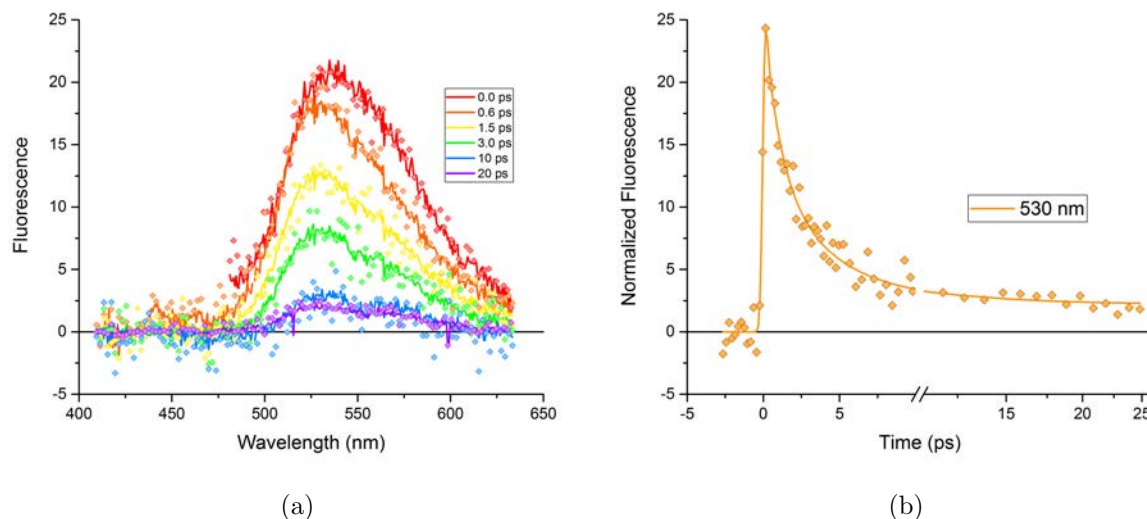 25
20
15
10
5
0
-5
400
450
500
550
600
650
Fluorescence
Wavelength (nm)
0.0 ps
0.6 ps
1.5 ps
3.0 ps
10 ps
20 ps
(a)
25
20
15
10
5
0
-5
-5
0
5
15
20
25
Normalized Fluorescence
Time (ps)
530 nm
(b)